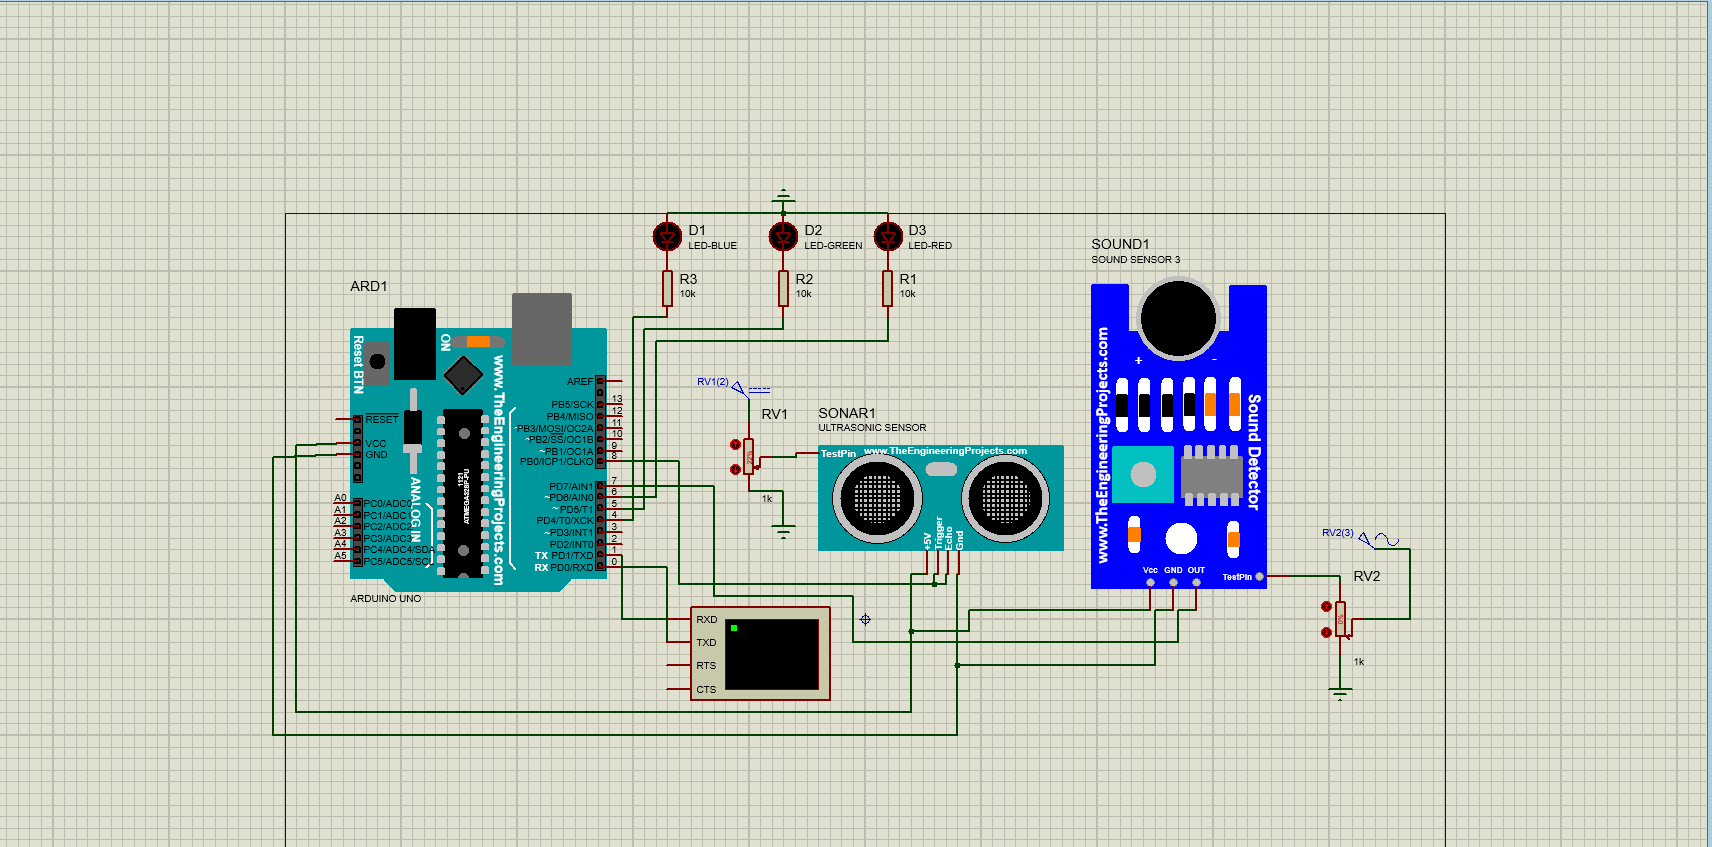 ARD1
Reset BTN
ON
www.TheEngineeringProjects.com
RESET
VCC
GND
ANALOG IN
A0
PC0/ADC0
A1
PC1/ADC1
A2
PC2/ADC2
A3
PC3/ADC3
A4
PC4/ADC4/SDA
A5
PC5/ADC5/SCL
1121
ATMEGA328P-PU
AREF
PB5/SCK
13
PB4/MISO
12
~PB3/MOSI/OC2A
11
~PB2/SS/OC1B
10
~PB1/OC1A
9
PB0/ICP1/CLKO
8
PD7/AIN1
7
~PD6/AIN0
6
~PD5/T1
5
PD4/T0/XCK
4
~PD3/INT1
3
PD2/INT0
2
TX PD1/TXD
1
RX PD0/RXD
0
ARDUINO UNO
D1
LED-BLUE
D2
LED-GREEN
D3
LED-RED
R3
10k
R2
10k
R1
10k
RV1(2)
RV1
22%
1k
SONAR1
ULTRASONIC SENSOR
TestPin
www.TheEngineeringProjects.com
+5V
Trigger
Echo
Gnd
RXD
TXD
RTS
CTS
SOUND1
SOUND SENSOR 3
+
-
www.TheEngineeringProjects.com
Sound Detector
Vcc
GND
OUT
TestPin
RV2(3)
RV2
0%
1k